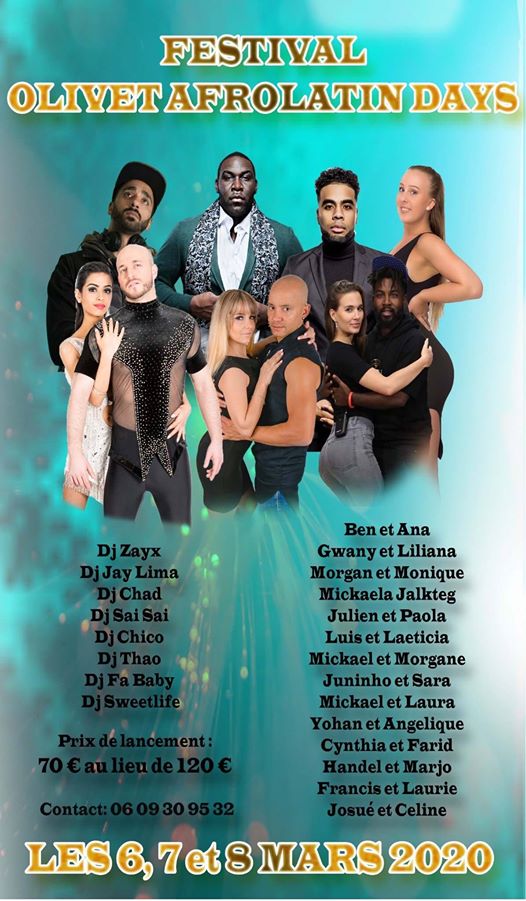 FESTIVAL
OLIVET AFROLATIN DAYS
Dj Zayx
Dj Jay Lima
Dj Chad
Dj Sai Sai
Dj Chico
Dj Thao
Dj Fa Baby
Dj Sweetlife
Prix de lancement :
70 € au lieu de 120 €
Contact: 06 09 30 95 32
Ben et Ana
Gwany et Liliana
Morgan et Monique
Mickaela Jalkteg
Julien et Paola
Luis et Laeticia
Mickael et Morgane
Juninho et Sara
Mickael et Laura
Yohan et Angelique
Cynthia et Farid
Handel et Marjo
Francis et Laurie
Josué et Celine
LES 6, 7 et 8 MARS 2020